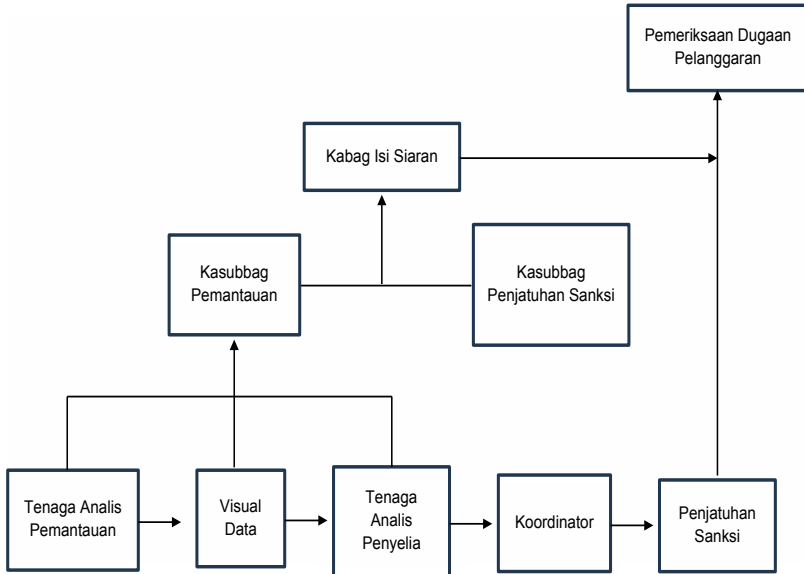 Pemeriksaan Dugaan
Pelanggaran
Kabag Isi Siaran
Kasubbag
Pemantauan
Kasubbag
Penjatuhan Sanksi
Tenaga Analis
Pemantauan
Visual
Data
Tenaga
Analis
Penyelia
Koordinator
Penjatuhan
Sanksi